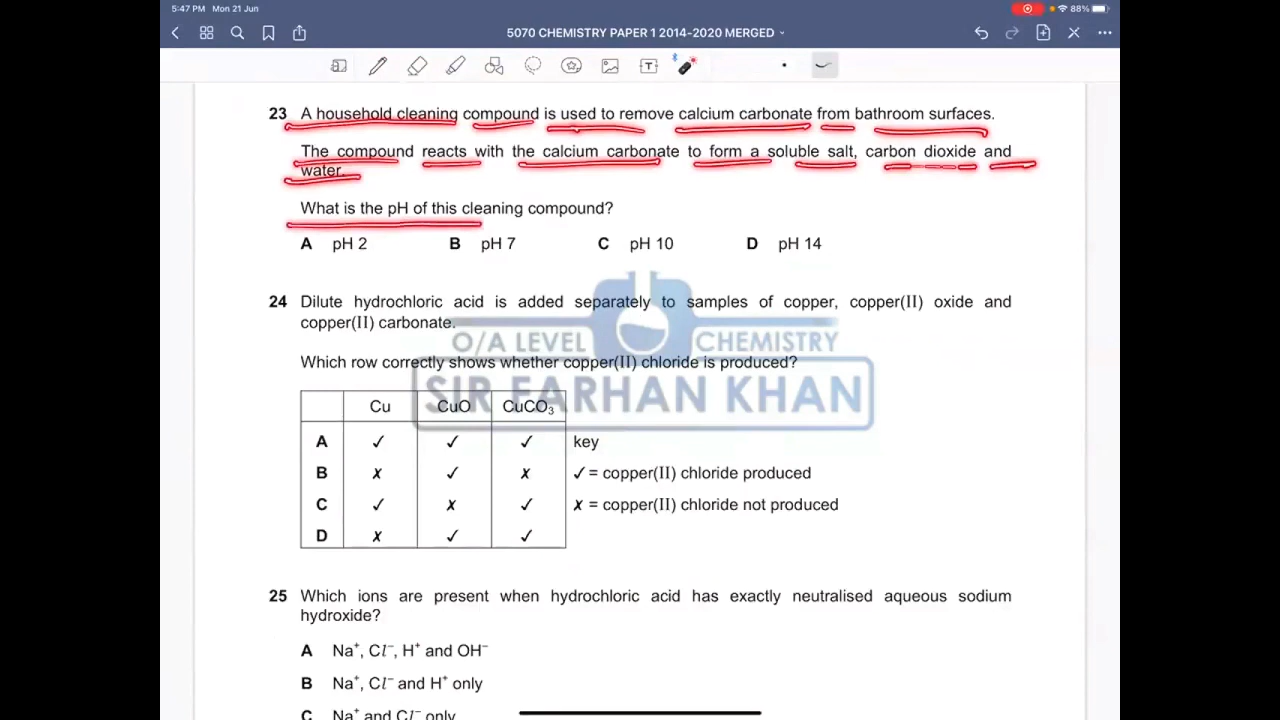 5:47 PM Mon 21 Jun
88%
5070 CHEMISTRY PAPER 1 2014-2020 MERGED
23 A household cleaning compound is used to remove calcium carbonate from bathroom surfaces.
The compound reacts with the calcium carbonate to form a soluble salt, carbon dioxide and
water.
What is the pH of this cleaning compound?
A pH 2 B pH 7 C pH 10 D pH 14
24 Dilute hydrochloric acid is added separately to samples of copper, copper(II) oxide and
copper(II) carbonate.
O/A LEVEL CHEMISTRY
Which row correctly shows whether copper(II) chloride is produced?
SIR FARHAN KHAN
Cu CuO CuCO₃
A ✓ ✓ ✓ key
B ✗ ✓ ✗ ✓ = copper(II) chloride produced
C ✓ ✗ ✓ ✗ = copper(II) chloride not produced
D ✗ ✓ ✓
25 Which ions are present when hydrochloric acid has exactly neutralised aqueous sodium
hydroxide?
A Na⁺, Cl⁻, H⁺ and OH⁻
B Na⁺, Cl⁻ and H⁺ only
C Na⁺ and Cl⁻ only